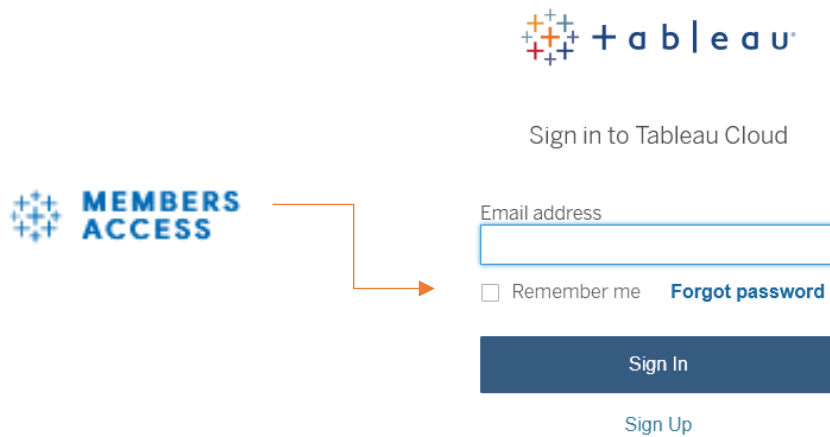 tableau
Sign in to Tableau Cloud
MEMBERS
ACCESS
Email address
Remember me Forgot password
Sign In
Sign Up